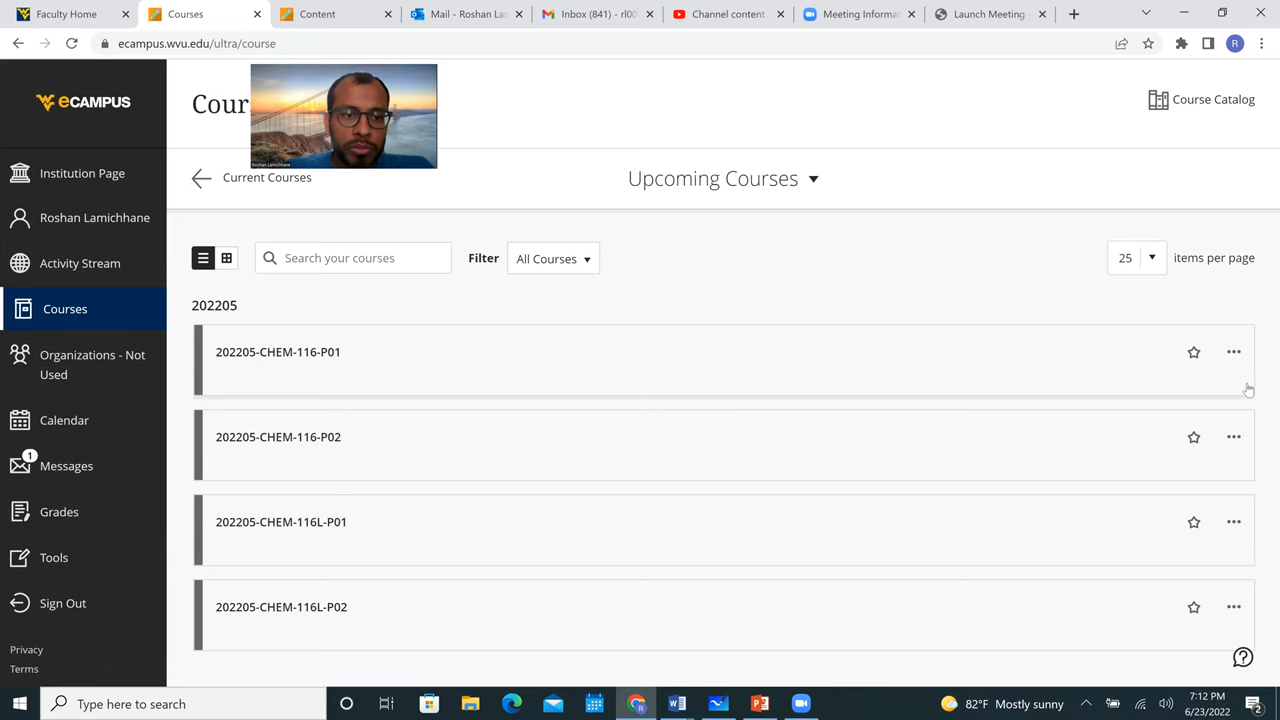 Faculty Home
Courses
Content
Mail - Roshan La
Inbox (841) - rl00
Channel content
Meeting Informa
Launch Meeting
ecampus.wvu.edu/ultra/course
R
eCAMPUS
Cour
Course Catalog
Roshan Lamichhane
Current Courses
Upcoming Courses
Institution Page
Roshan Lamichhane
Activity Stream
Courses
Organizations - Not
Used
Calendar
1
Messages
Grades
Tools
Sign Out
Privacy
Terms
Search your courses
Filter
All Courses
25
items per page
202205
202205-CHEM-116-P01
202205-CHEM-116-P02
202205-CHEM-116L-P01
202205-CHEM-116L-P02
Type here to search
82°F Mostly sunny
7:12 PM
6/23/2022
2